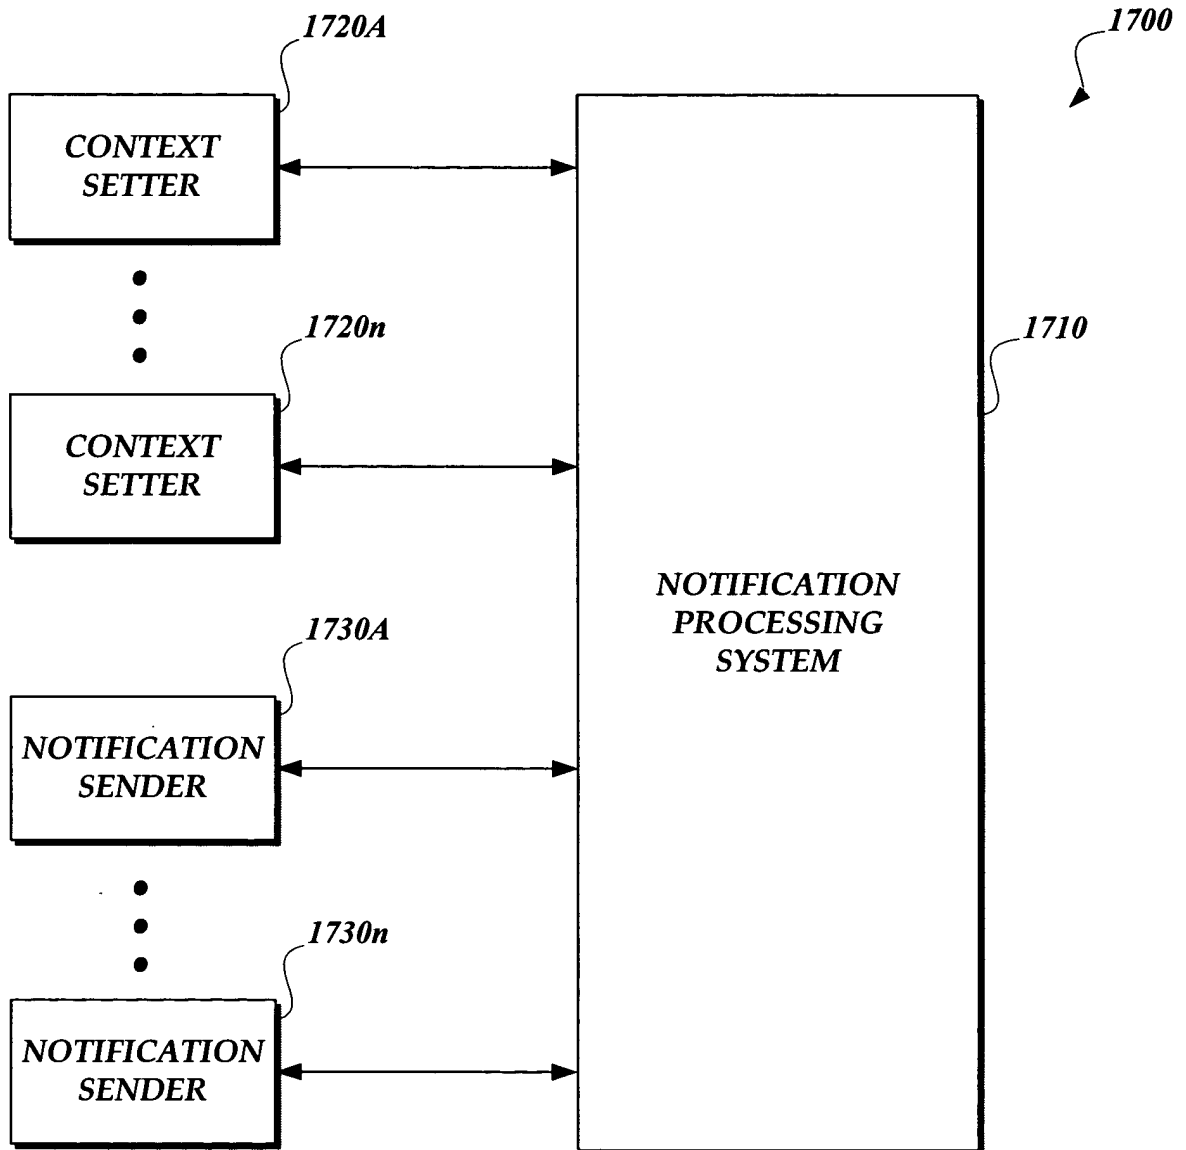 1720A
1700
CONTEXT
SETTER
1720n
1710
CONTEXT
SETTER
NOTIFICATION
PROCESSING
SYSTEM
1730A
NOTIFICATION
SENDER
1730n
NOTIFICATION
SENDER